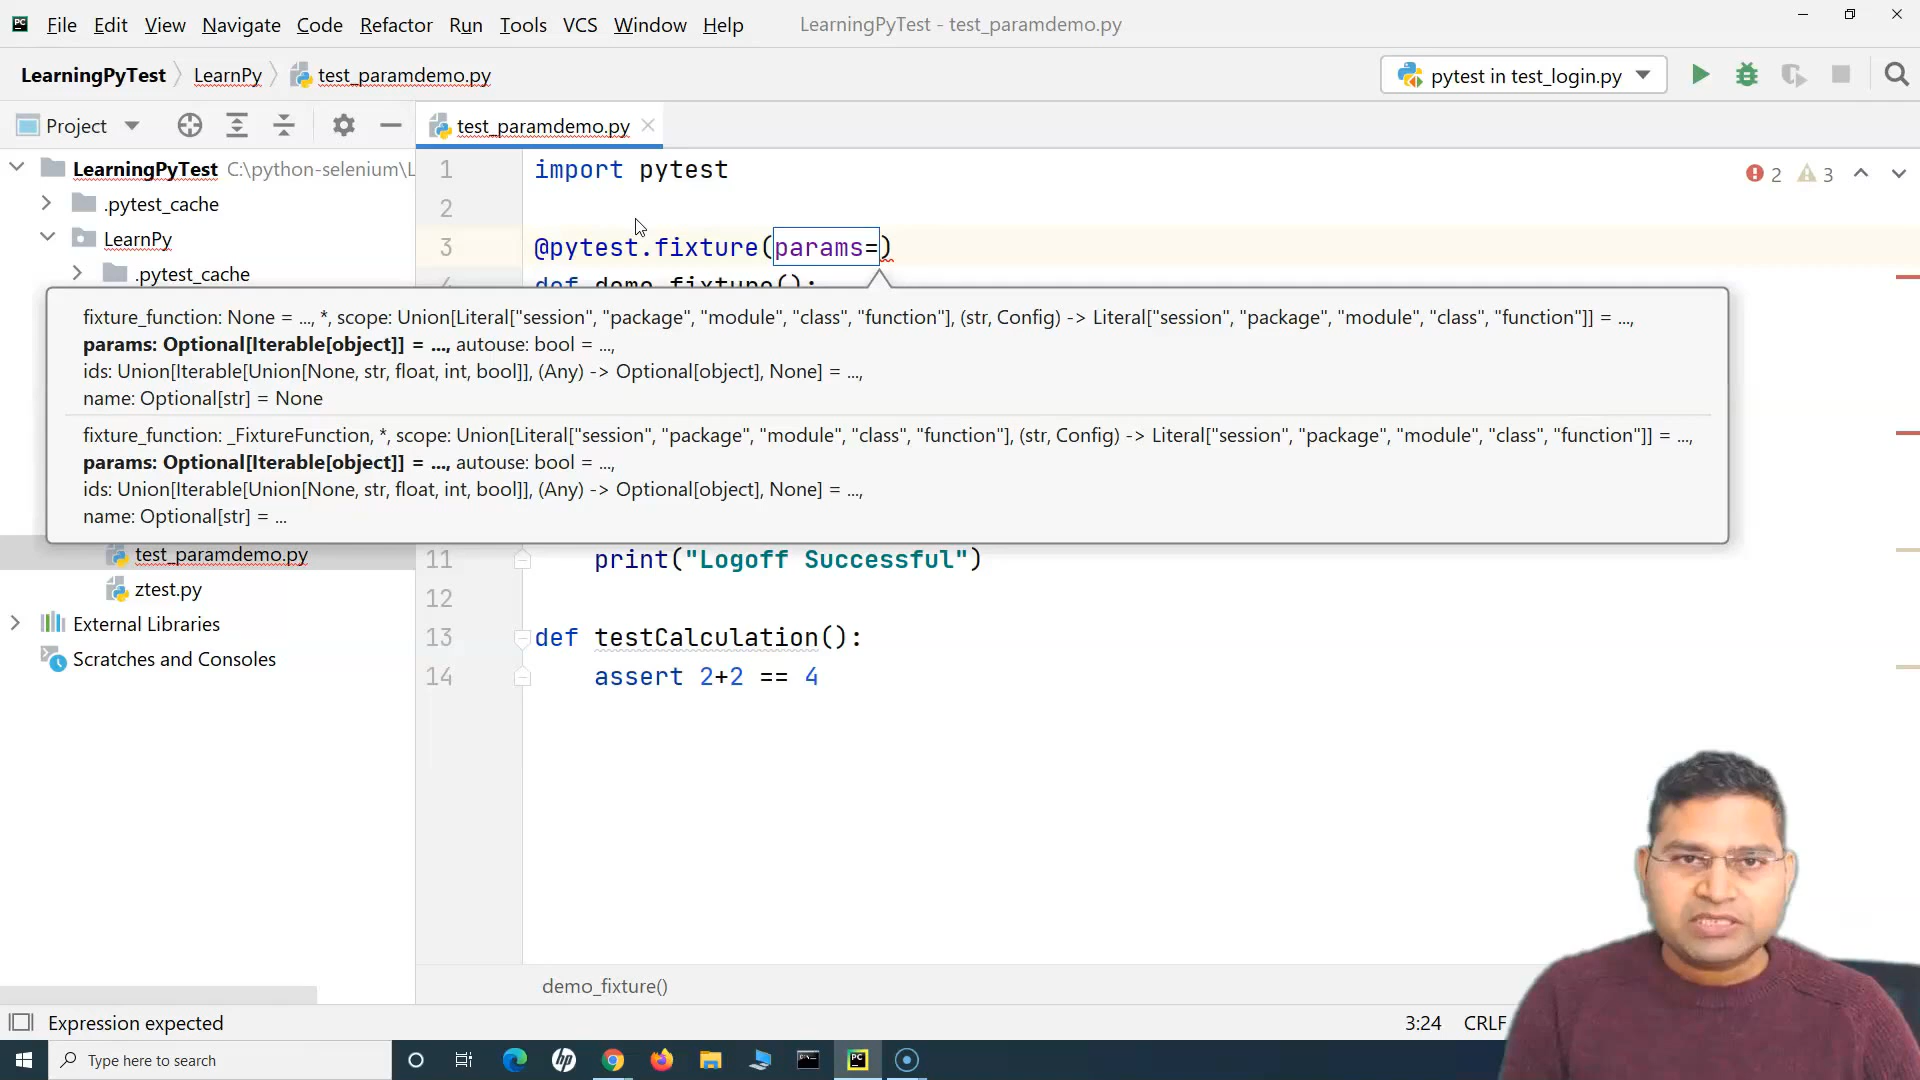 File Edit View Navigate Code Refactor Run Tools VCS Window Help LearningPyTest - test_paramdemo.py
LearningPyTest LearnPy test_paramdemo.py pytest in test_login.py
Project test_paramdemo.py
LearningPyTest C:\python-selenium\L
.pytest_cache
LearnPy
.pytest_cache
1 import pytest
2
3 @pytest.fixture(params=)
2 3
def demo_fixture():
fixture_function: None = ..., *, scope: Union[Literal["session", "package", "module", "class", "function"], (str, Config) -> Literal["session", "package", "module", "class", "function"]] = ...,
params: Optional[Iterable[object]] = ..., autouse: bool = ...,
ids: Union[Iterable[Union[None, str, float, int, bool]], (Any) -> Optional[object], None] = ...,
name: Optional[str] = None
fixture_function: _FixtureFunction, *, scope: Union[Literal["session", "package", "module", "class", "function"], (str, Config) -> Literal["session", "package", "module", "class", "function"]] = ...,
params: Optional[Iterable[object]] = ..., autouse: bool = ...,
ids: Union[Iterable[Union[None, str, float, int, bool]], (Any) -> Optional[object], None] = ...,
name: Optional[str] = ...
test_paramdemo.py
ztest.py
External Libraries
Scratches and Consoles
11 print("Logoff Successful")
12
13 def testCalculation():
14 assert 2+2 == 4
demo_fixture()
Expression expected 3:24 CRLF
Type here to search